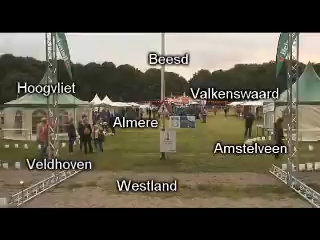 Beesd
Hoogvliet
Valkenswaard
Almere
Amstelveen
Veldhoven
Westland